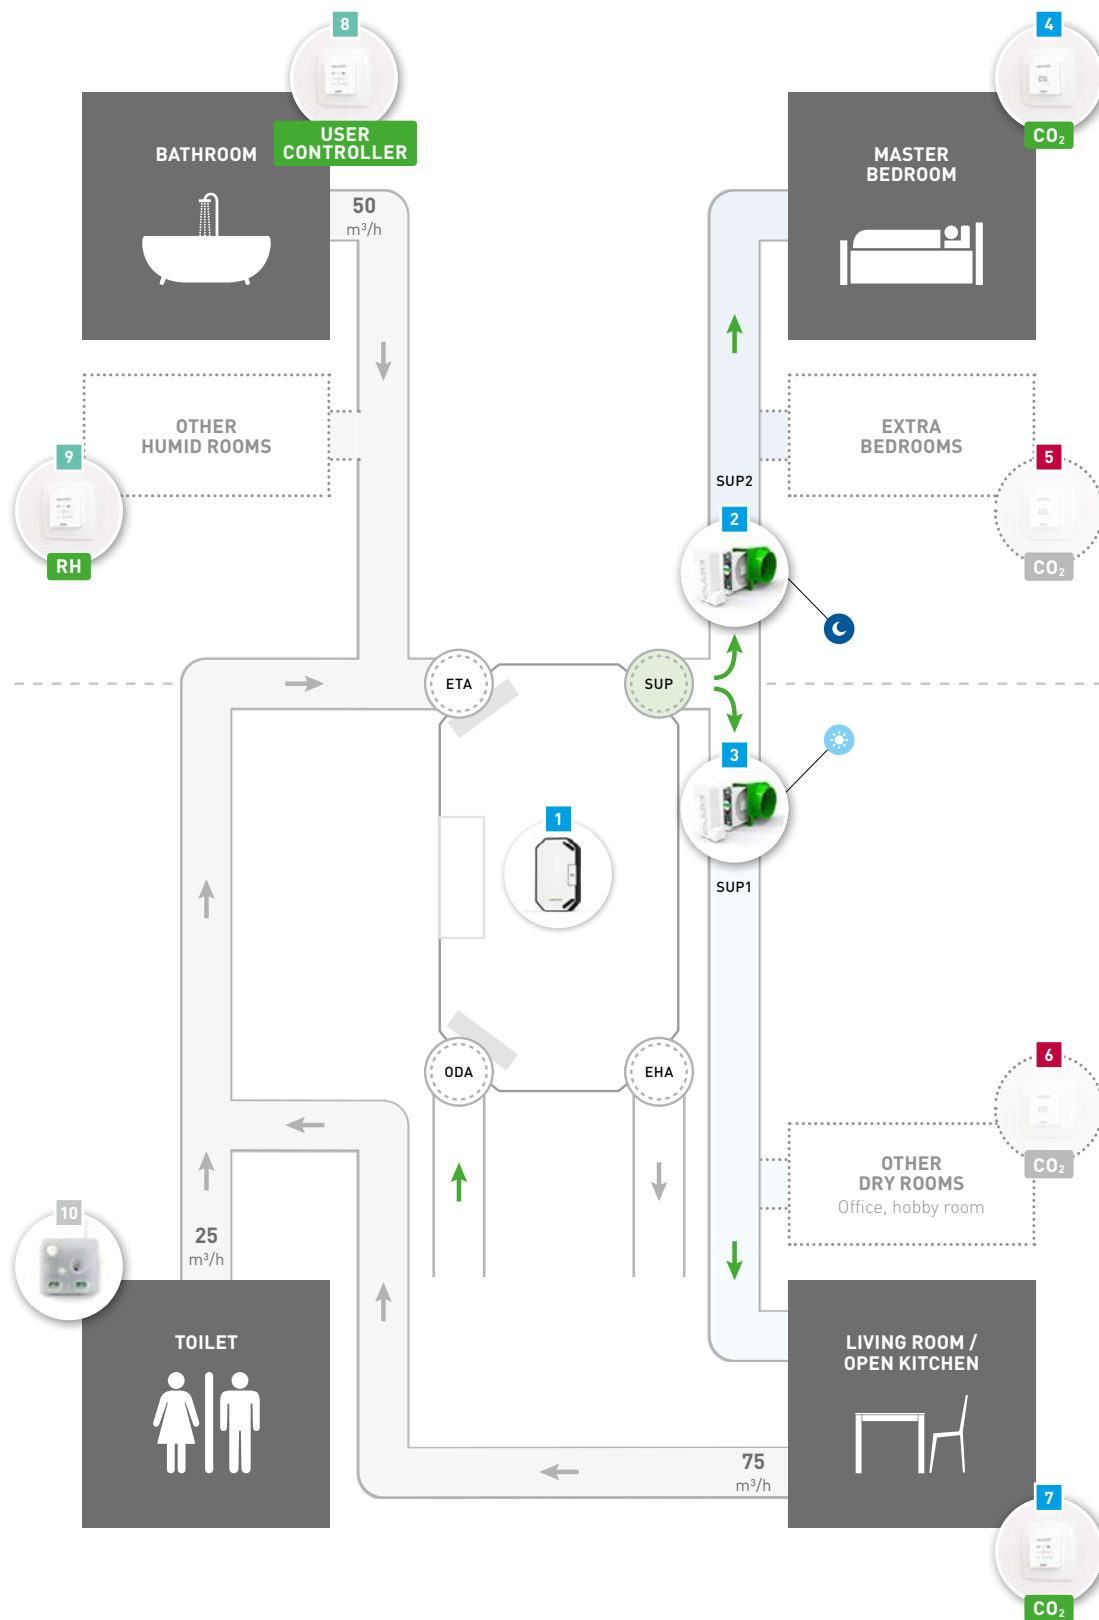 8
4
USER
CONTROLLER
CO₂
BATHROOM
MASTER
BEDROOM
50
m³/h
OTHER
HUMID ROOMS
EXTRA
BEDROOMS
9
5
SUP2
2
RH
CO₂
ETA
SUP
3
1
SUP1
6
ODA
EHA
OTHER
DRY ROOMS
Office, hobby room
CO₂
10
25
m³/h
TOILET
LIVING ROOM /
OPEN KITCHEN
75
m³/h
7
CO₂